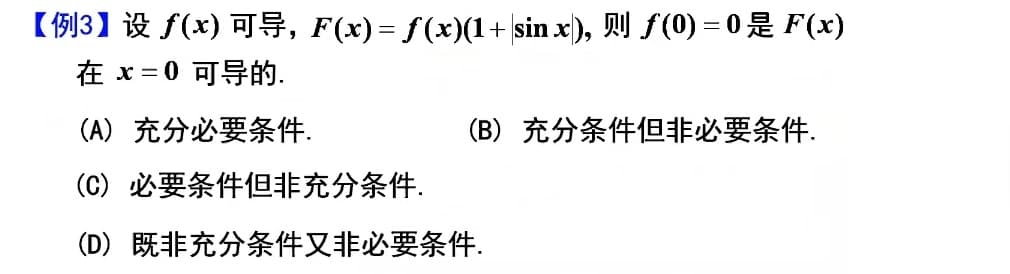 【例3】设 f(x) 可导, F(x) = f(x)(1+|sin x|), 则 f(0) = 0 是 F(x)
在 x = 0 可导的.
(A) 充分必要条件. (B) 充分条件但非必要条件.
(C) 必要条件但非充分条件.
(D) 既非充分条件又非必要条件.